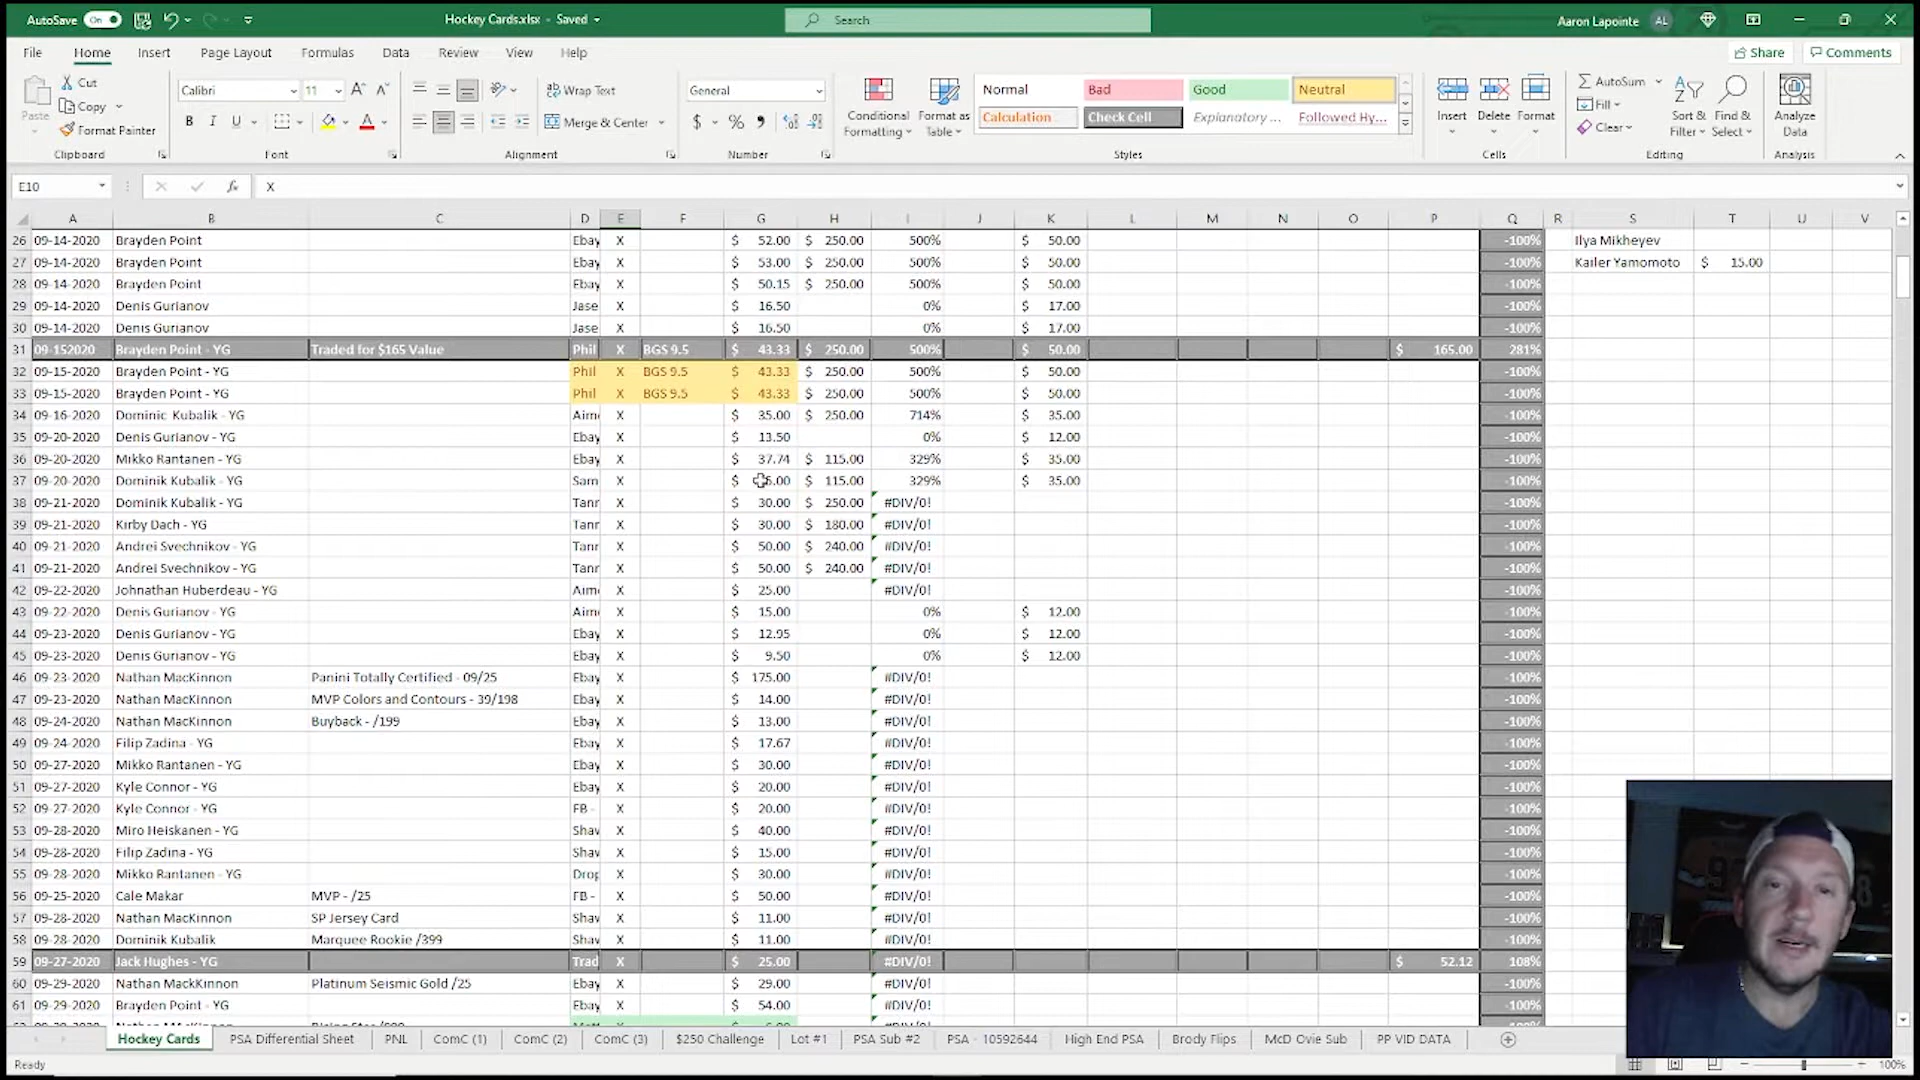 AutoSave On Hockey Cards.xlsx - Saved Search Aaron Lapointe AL
File Home Insert Page Layout Formulas Data Review View Help Share Comments
Paste Cut Copy Format Painter Clipboard
Calibri 11 B I U Font
Wrap Text Merge & Center Alignment
General $ % Number
Conditional Formatting Format as Table Normal Bad Good Neutral Calculation Check Cell Explanatory ... Followed Hy... Styles
Insert Delete Format Cells
AutoSum Fill Clear Sort & Filter Find & Select Editing
Analyze Data Analysis
E10 fx X
A B C D E F G H I J K L M N O P Q R S T U V
26 09-14-2020 Brayden Point Ebay X $ 52.00 $ 250.00 500% $ 50.00 -100% Ilya Mikheyev
27 09-14-2020 Brayden Point Ebay X $ 53.00 $ 250.00 500% $ 50.00 -100% Kailer Yamomoto $ 15.00
28 09-14-2020 Brayden Point Ebay X $ 50.15 $ 250.00 500% $ 50.00 -100%
29 09-14-2020 Denis Gurianov Jase X $ 16.50 0% $ 17.00 -100%
30 09-14-2020 Denis Gurianov Jase X $ 16.50 0% $ 17.00 -100%
31 09-152020 Brayden Point - YG Traded for $165 Value Phil X BGS 9.5 $ 43.33 $ 250.00 500% $ 50.00 $ 165.00 281%
32 09-15-2020 Brayden Point - YG Phil X BGS 9.5 $ 43.33 $ 250.00 500% $ 50.00 -100%
33 09-15-2020 Brayden Point - YG Phil X BGS 9.5 $ 43.33 $ 250.00 500% $ 50.00 -100%
34 09-16-2020 Dominic Kubalik - YG Aim X $ 35.00 $ 250.00 714% $ 35.00 -100%
35 09-20-2020 Denis Gurianov - YG Ebay X $ 13.50 0% $ 12.00 -100%
36 09-20-2020 Mikko Rantanen - YG Ebay X $ 37.74 $ 115.00 329% $ 35.00 -100%
37 09-20-2020 Dominik Kubalik - YG Sam X $ $ 115.00 329% $ 35.00 -100%
38 09-21-2020 Dominik Kubalik - YG Tanr X $ 30.00 $ 250.00 #DIV/0! -100%
39 09-21-2020 Kirby Dach - YG Tanr X $ 30.00 $ 180.00 #DIV/0! -100%
40 09-21-2020 Andrei Svechnikov - YG Tanr X $ 50.00 $ 240.00 #DIV/0! -100%
41 09-21-2020 Andrei Svechnikov - YG Tanr X $ 50.00 $ 240.00 #DIV/0! -100%
42 09-22-2020 Johnathan Huberdeau - YG Aim X $ 25.00 #DIV/0! -100%
43 09-22-2020 Denis Gurianov - YG Aim X $ 15.00 0% $ 12.00 -100%
44 09-23-2020 Denis Gurianov - YG Ebay X $ 12.95 0% $ 12.00 -100%
45 09-23-2020 Denis Gurianov - YG Ebay X $ 9.50 0% $ 12.00 -100%
46 09-23-2020 Nathan MacKinnon Panini Totally Certified - 09/25 Ebay X $ 175.00 #DIV/0! -100%
47 09-23-2020 Nathan MacKinnon MVP Colors and Contours - 39/198 Ebay X $ 14.00 #DIV/0! -100%
48 09-24-2020 Nathan MacKinnon Buyback - /199 Ebay X $ 13.00 #DIV/0! -100%
49 09-24-2020 Filip Zadina - YG Ebay X $ 17.67 #DIV/0! -100%
50 09-27-2020 Mikko Rantanen - YG Ebay X $ 30.00 #DIV/0! -100%
51 09-27-2020 Kyle Connor - YG Ebay X $ 20.00 #DIV/0! -100%
52 09-27-2020 Kyle Connor - YG FB - X $ 20.00 #DIV/0! -100%
53 09-28-2020 Miro Heiskanen - YG Shav X $ 40.00 #DIV/0! -100%
54 09-28-2020 Filip Zadina - YG Shav X $ 15.00 #DIV/0! -100%
55 09-28-2020 Mikko Rantanen - YG Drop X $ 30.00 #DIV/0! -100%
56 09-25-2020 Cale Makar MVP - /25 FB - X $ 50.00 #DIV/0! -100%
57 09-28-2020 Nathan MacKinnon SP Jersey Card Shav X $ 11.00 #DIV/0! -100%
58 09-28-2020 Dominik Kubalik Marquee Rookie /399 Shav X $ 11.00 #DIV/0! -100%
59 09-27-2020 Jack Hughes - YG Trad X $ 25.00 #DIV/0! $ 52.12 108%
60 09-29-2020 Nathan MackKinnon Platinum Seismic Gold /25 Ebay X $ 29.00 #DIV/0! -100%
61 09-29-2020 Brayden Point - YG Ebay X $ 54.00 #DIV/0! -100%
Hockey Cards PSA Differential Sheet PNL ComC (1) ComC (2) ComC (3) $250 Challenge Lot #1 PSA Sub #2 PSA - 10592644 High End PSA Brody Flips McD Ovie Sub PP VID DATA
Ready 100%